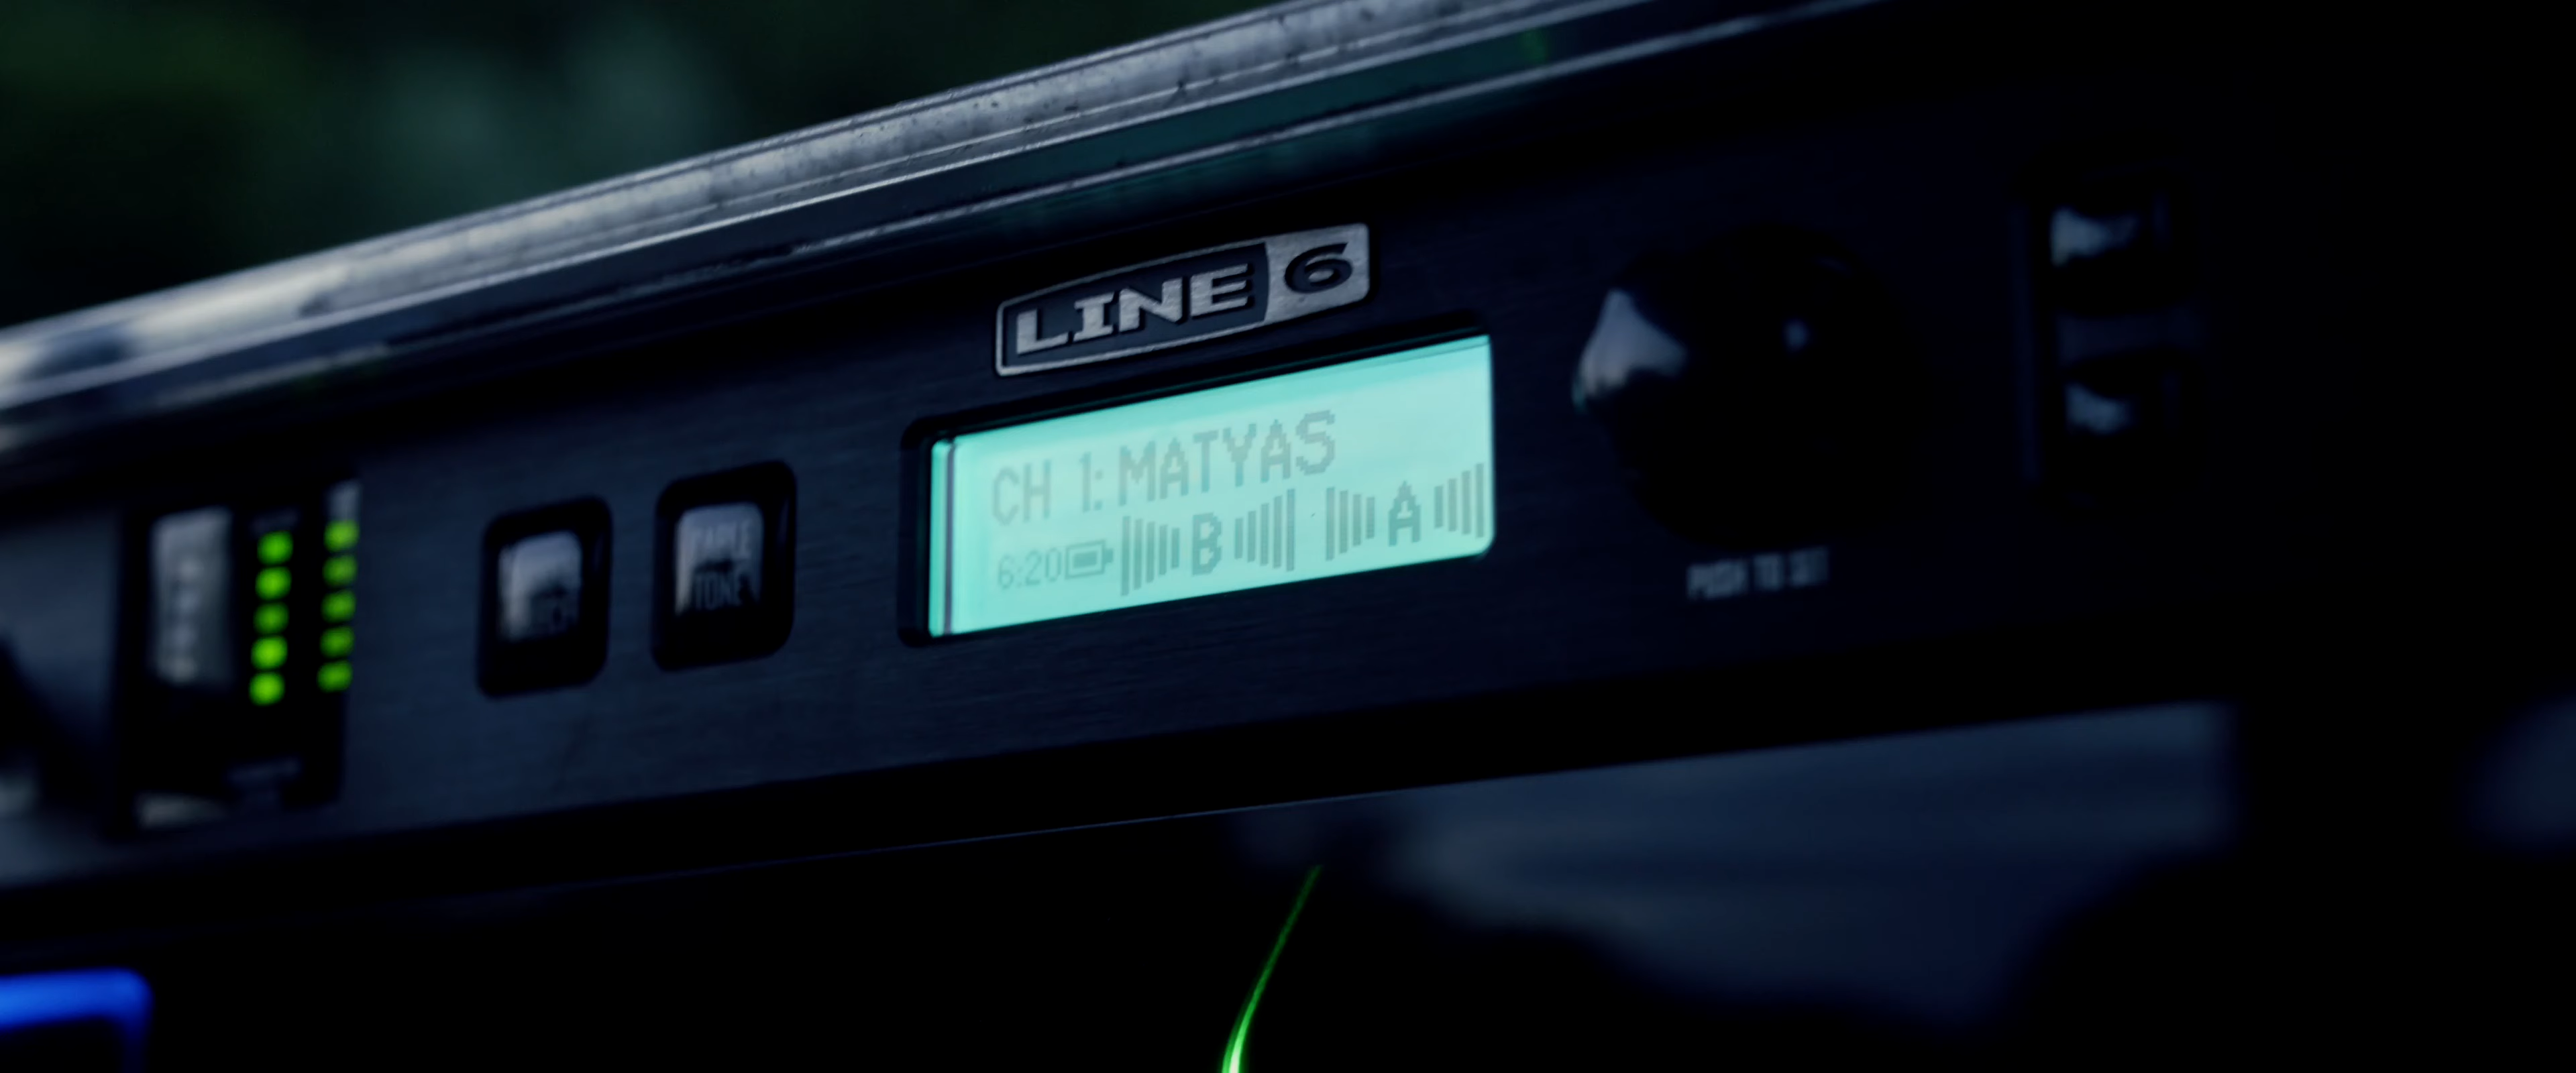 LINE 6
CH 1: MATYAS
6:20 B A
CABLE
TONE
PUSH TO SET